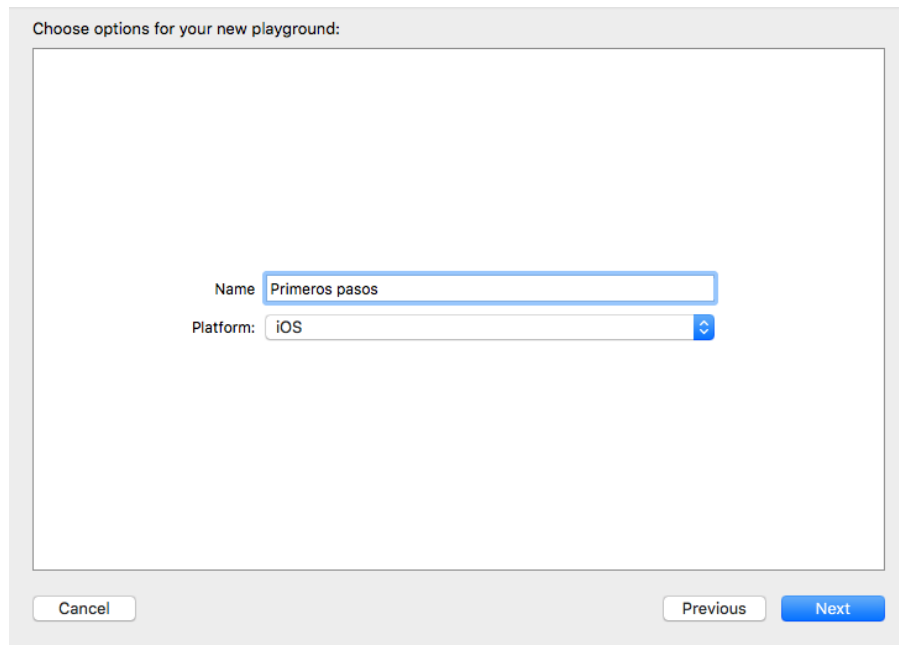 Choose options for your new playground:
Name Primeros pasos
Platform: iOS
Cancel Previous Next